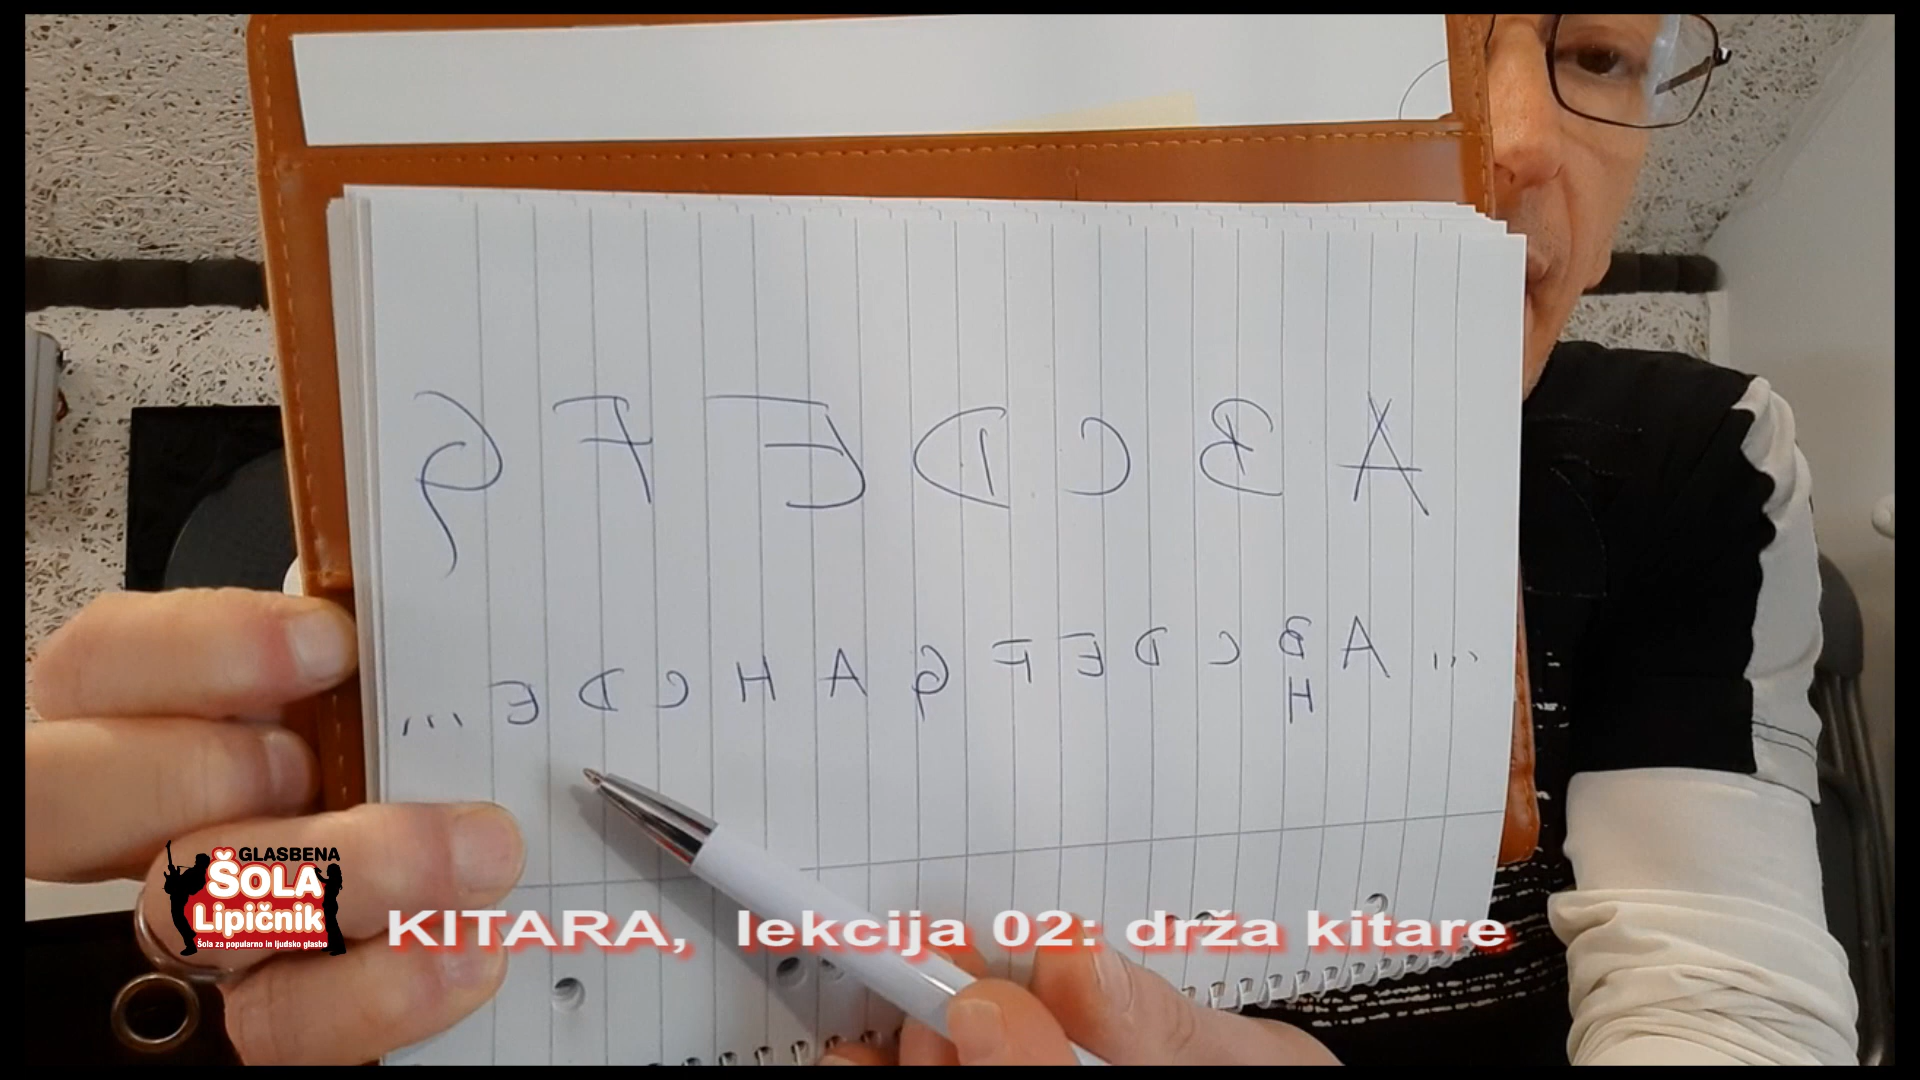 A B C D E F G
... A B C D E F G A H C D E ...
H
GLASBENA
ŠOLA
Lipičnik
Šola za popularno in ljudsko glasbo
KITARA, lekcija 02: drža kitare